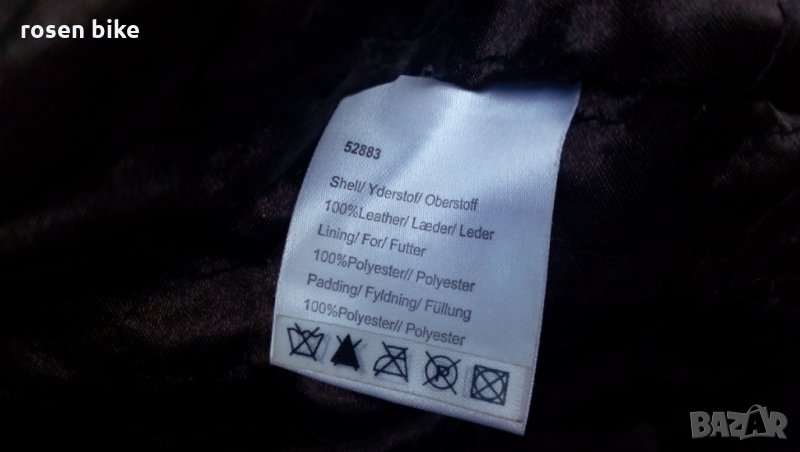 rosen bike
52883
Shell/ Yderstof/ Oberstoff
100%Leather/ Læder/ Leder
Lining/ For/ Futter
100%Polyester// Polyester
Padding/ Fyldning/ Füllung
100%Polyester// Polyester
P
BAZAR